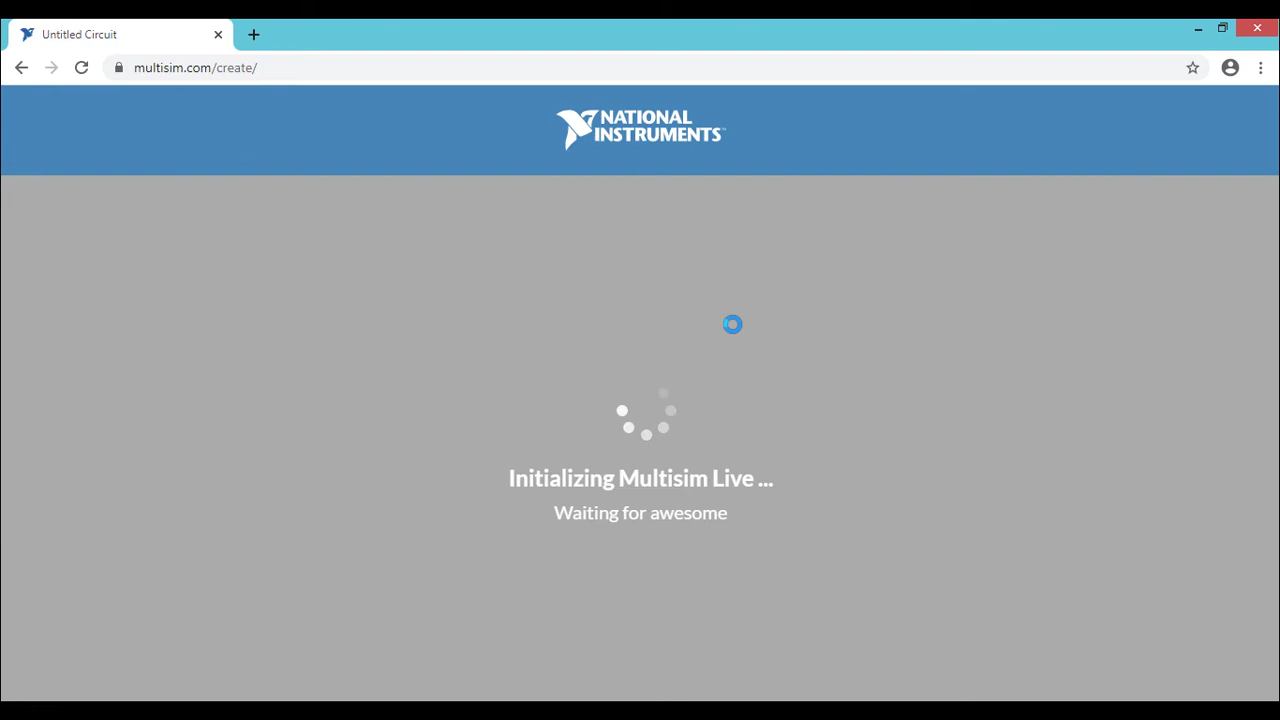 Untitled Circuit
multisim.com/create/
NATIONAL
INSTRUMENTS
Initializing Multisim Live ...
Waiting for awesome